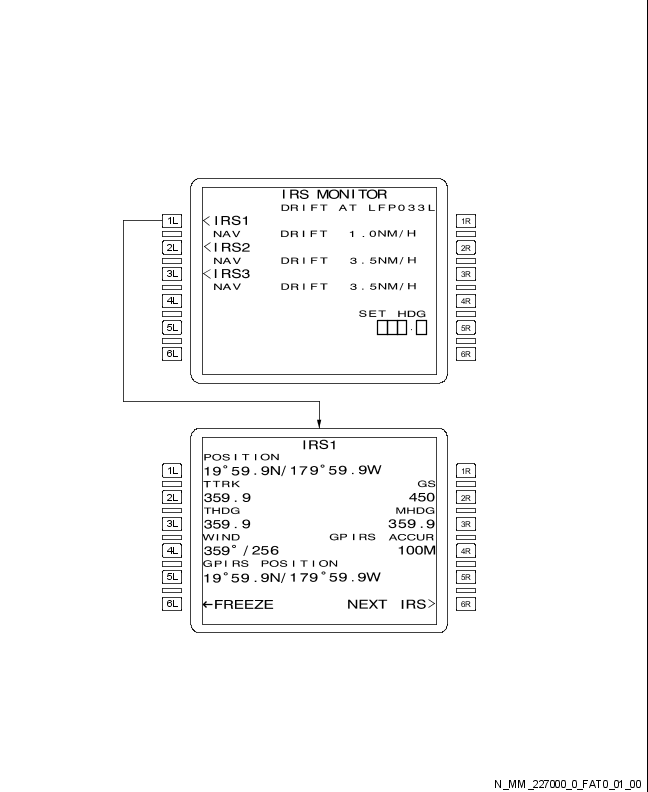 IRS MONITOR
DRIFT AT LFP033L
1L <IRS1 1R
NAV DRIFT 1.0NM/H
2L <IRS2 2R
NAV DRIFT 3.5NM/H
3L <IRS3 3R
NAV DRIFT 3.5NM/H
4L 4R
SET HDG
5L . 5R
6L 6R
IRS1
POSITION
1L 19°59.9N/179°59.9W 1R
TTRK GS
2L 359.9 450 2R
THDG MHDG
3L 359.9 359.9 3R
WIND GPIRS ACCUR
4L 359°/256 100M 4R
GPIRS POSITION
5L 19°59.9N/179°59.9W 5R
6L ←FREEZE NEXT IRS> 6R
N_MM_227000_0_FAT0_01_00